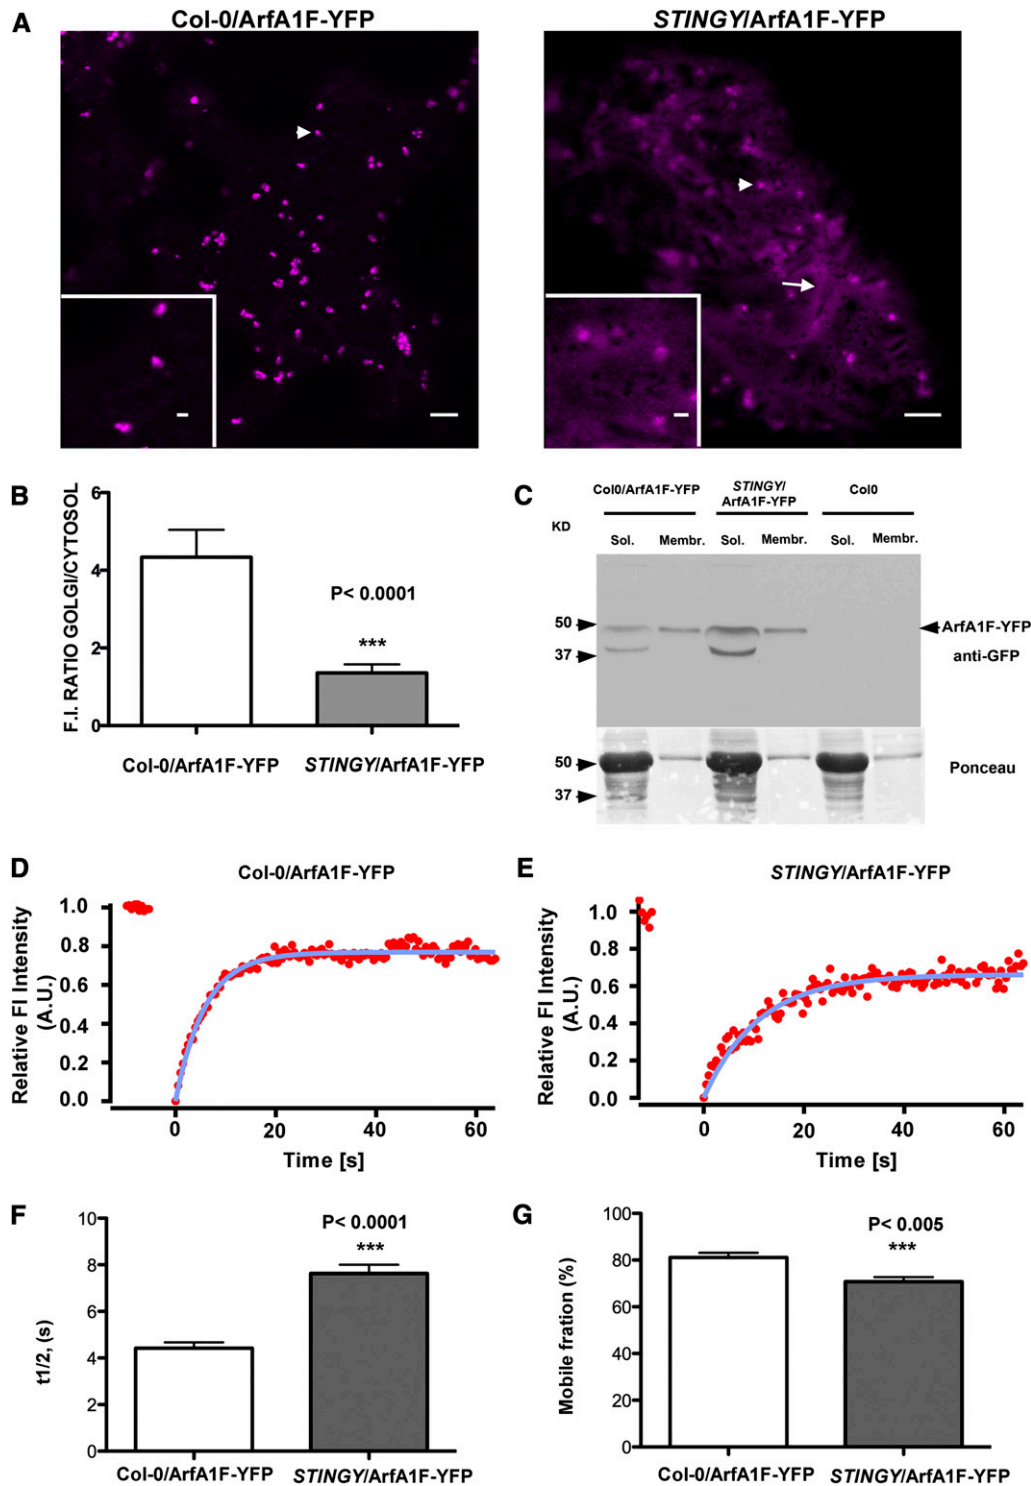 A
Col-0/ArfA1F-YFP
STINGY/ArfA1F-YFP
B
F.I. RATIO GOLGI/CYTOSOL
6
4
2
0
P< 0.0001
***
Col-0/ArfA1F-YFP
STINGY/ArfA1F-YFP
C
Col0/ArfA1F-YFP
STINGY/
ArfA1F-YFP
Col0
KD
Sol.
Membr.
Sol.
Membr.
Sol.
Membr.
50
37
ArfA1F-YFP
anti-GFP
50
37
Ponceau
D
Col-0/ArfA1F-YFP
Relative FI Intensity
(A.U.)
1.0
0.8
0.6
0.4
0.2
0.0
0
20
40
60
Time [s]
E
STINGY/ArfA1F-YFP
Relative FI Intensity
(A.U.)
1.0
0.8
0.6
0.4
0.2
0.0
0
20
40
60
Time [s]
F
t1/2, (s)
10
8
6
4
2
0
P< 0.0001
***
Col-0/ArfA1F-YFP
STINGY/ArfA1F-YFP
G
Mobile fration (%)
100
80
60
40
20
0
P< 0.005
***
Col-0/ArfA1F-YFP
STINGY/ArfA1F-YFP